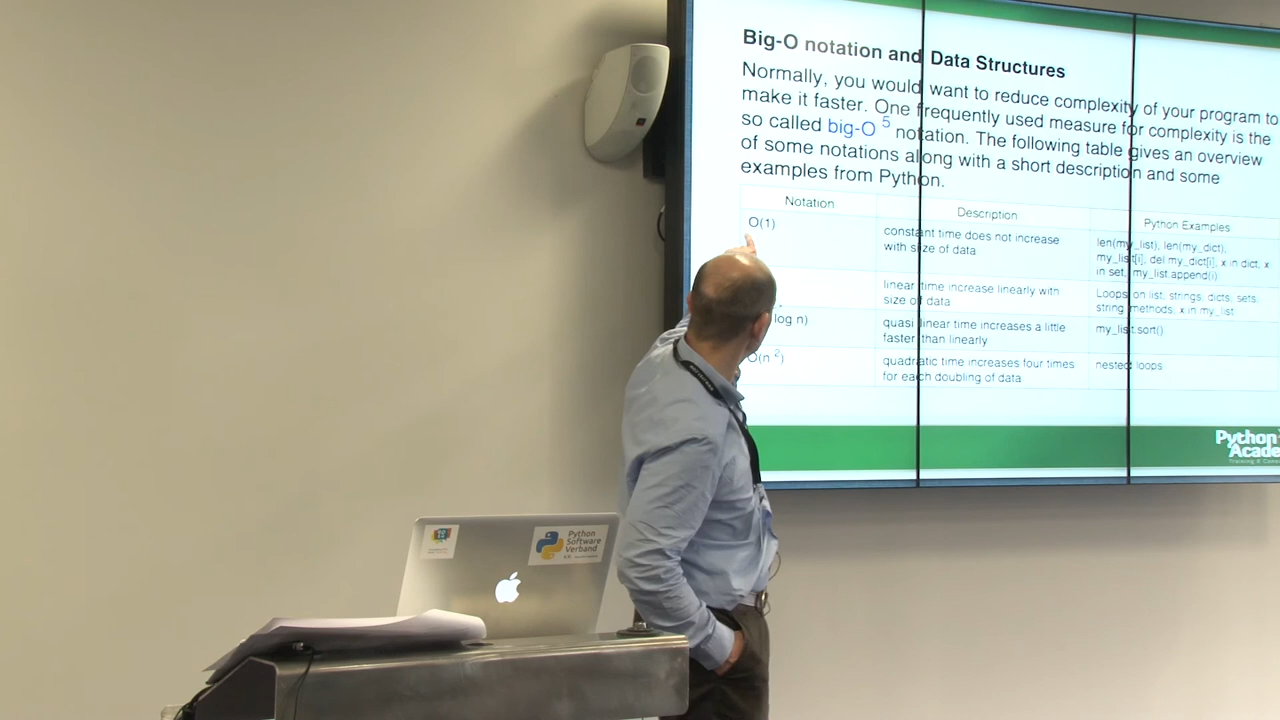 Big-O notation and Data Structures
Normally, you would want to reduce complexity of your program to
make it faster. One frequently used measure for complexity is the
so called big-O 5 notation. The following table gives an overview
of some notations along with a short description and some
examples from Python.
Notation Description Python Examples
O(1) constant time does not increase with size of data len(my_list), len(my_dict),
my_list[i], del my_dict[i], x in dict, x
in set, my_list.append(i)
linear time increase linearly with
size of data
Loops on list, strings, dicts, sets,
string methods, x in my_list
log n) quasi linear time increases a little
faster than linearly
my_list.sort()
O(n 2) quadratic time increases four times
for each doubling of data
nested loops
Python
Python
Software
Verband